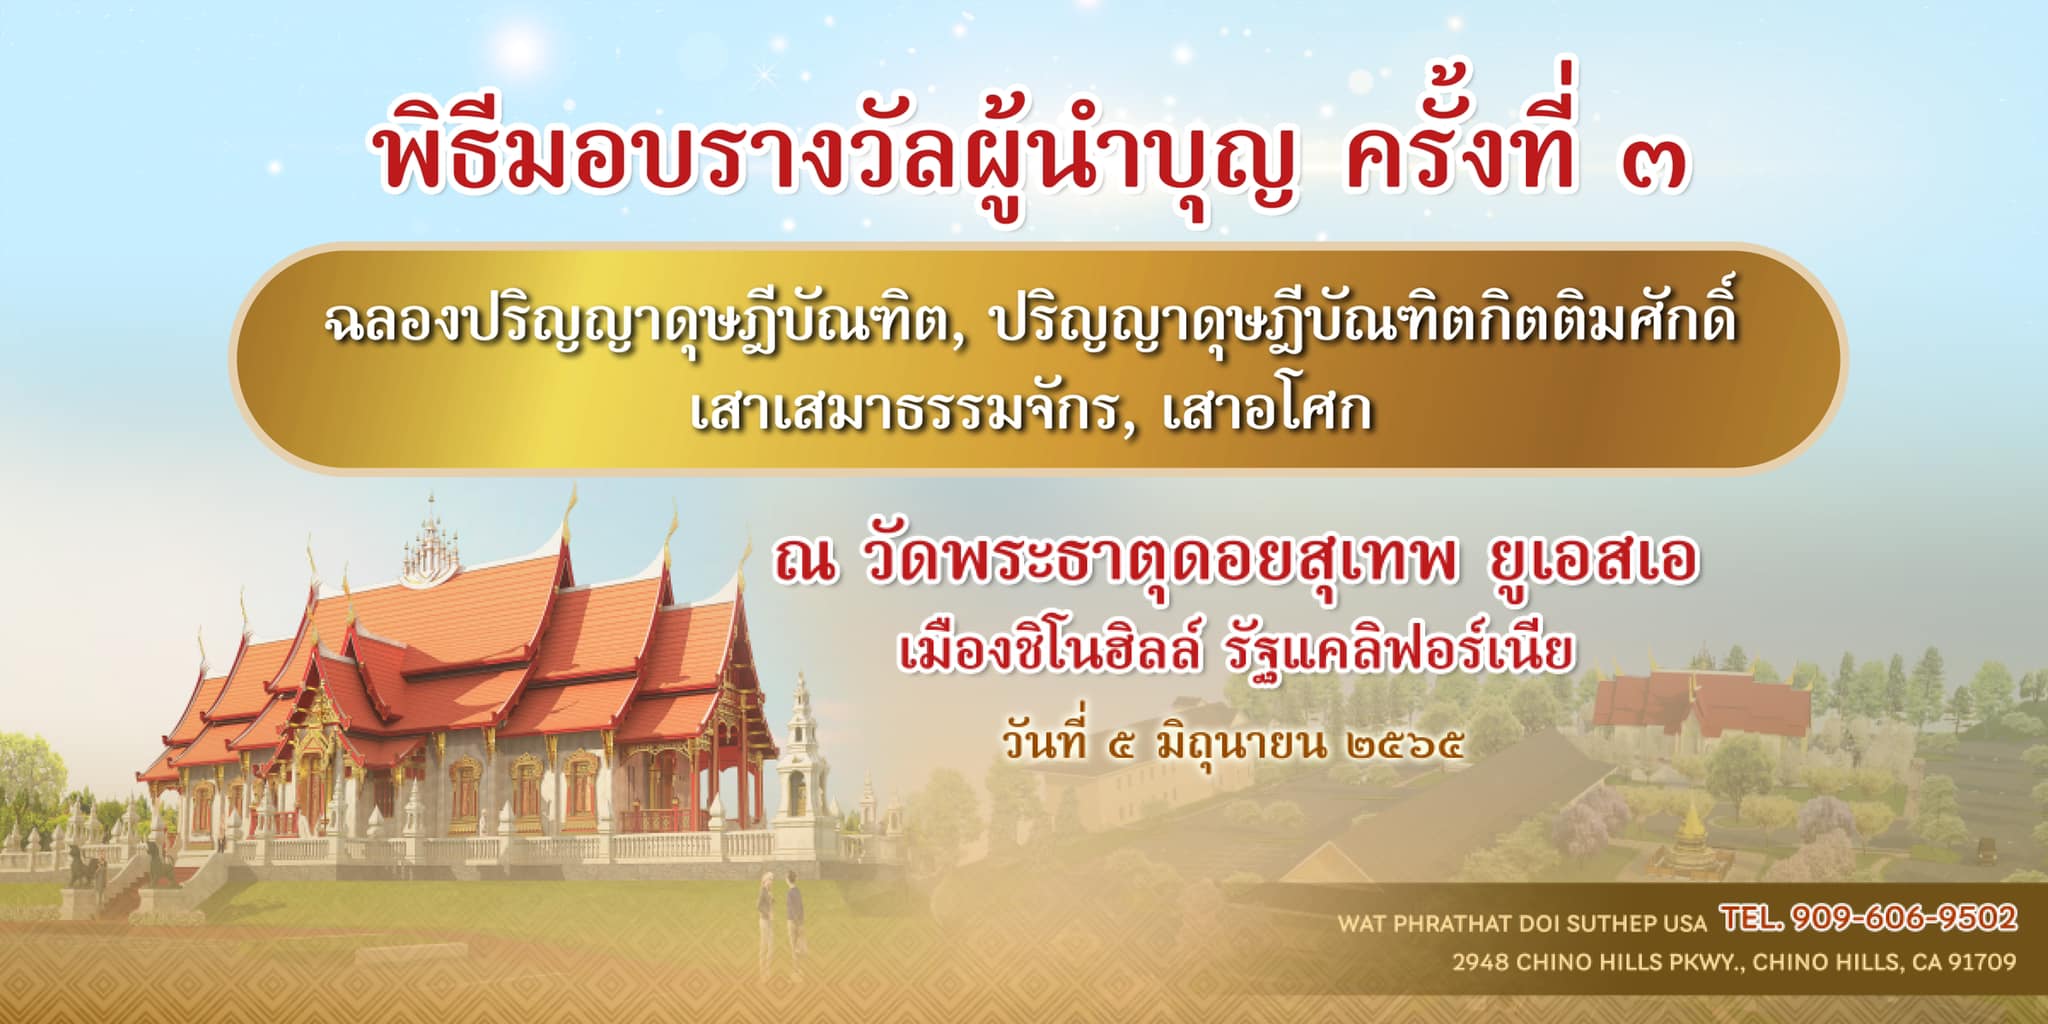 พิธีมอบรางวัลผู้นำบุญ ครั้งที่ ๓
ฉลองปริญญาดุษฎีบัณฑิต, ปริญญาดุษฎีบัณฑิตกิตติมศักดิ์
เสาเสมาธรรมจักร, เสาอโศก
ณ วัดพระธาตุดอยสุเทพ ยูเอสเอ
เมืองชิโนฮิลล์ รัฐแคลิฟอร์เนีย
วันที่ ๕ มิถุนายน ๒๕๖๕
WAT PHRATHAT DOI SUTHEP USA TEL. 909-606-9502
2948 CHINO HILLS PKWY., CHINO HILLS, CA 91709